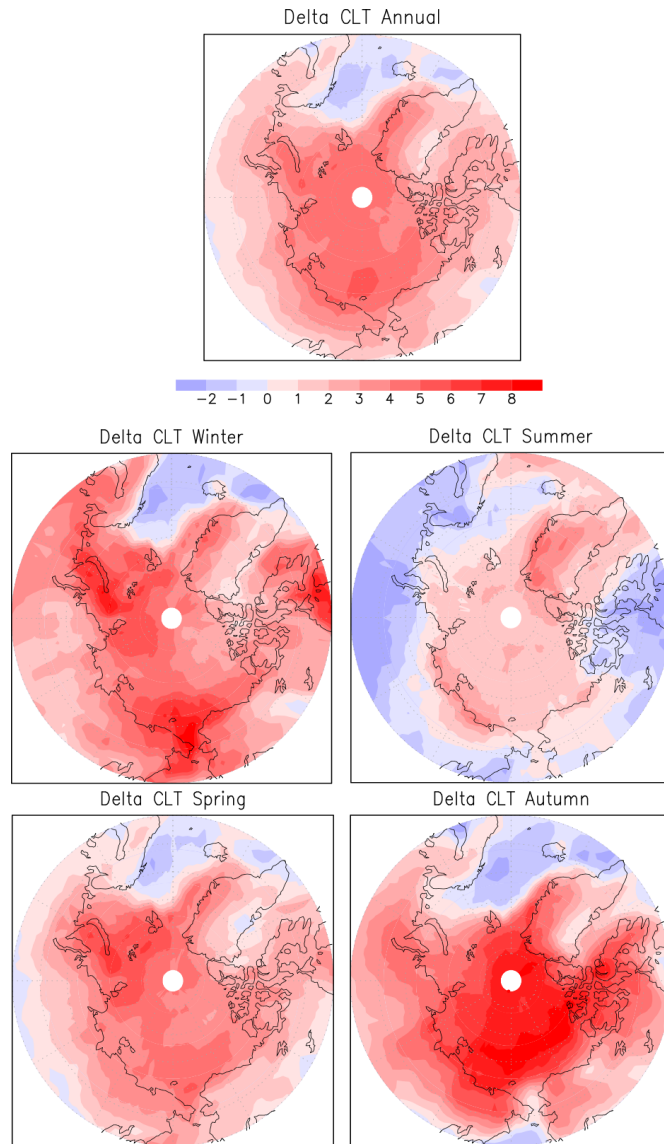 Delta CLT Annual
−2 −1 0 1 2 3 4 5 6 7 8
Delta CLT Winter
Delta CLT Summer
Delta CLT Spring
Delta CLT Autumn